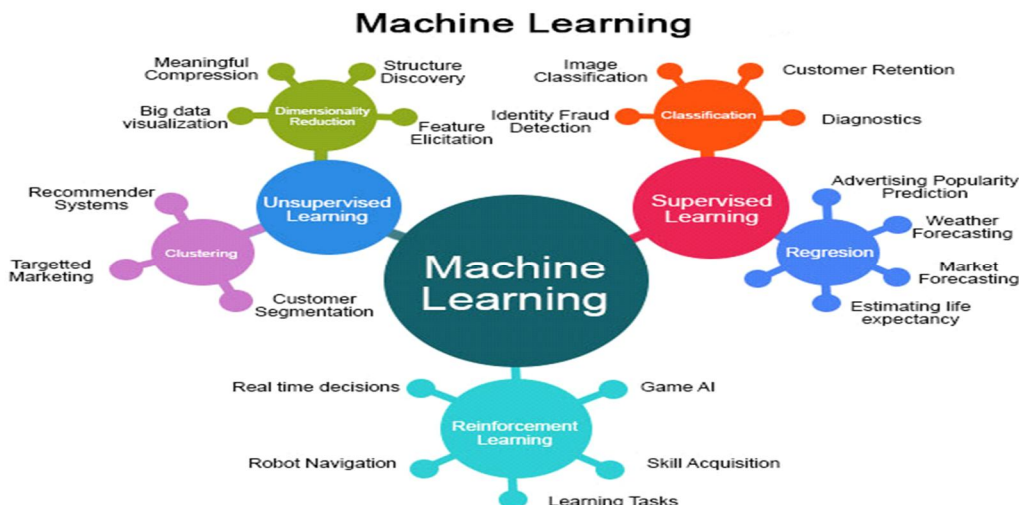 Machine Learning
Meaningful
Compression
Structure
Discovery
Big data
visualization
Dimensionality
Reduction
Feature
Elicitation
Image
Classification
Customer Retention
Identity Fraud
Detection
Classification
Diagnostics
Recommender
Systems
Unsupervised
Learning
Clustering
Targetted
Marketing
Customer
Segmentation
Supervised
Learning
Advertising Popularity
Prediction
Weather
Forecasting
Regresion
Market
Forecasting
Estimating life
expectancy
Machine
Learning
Real time decisions
Game AI
Reinforcement
Learning
Robot Navigation
Skill Acquisition
Learning Tasks